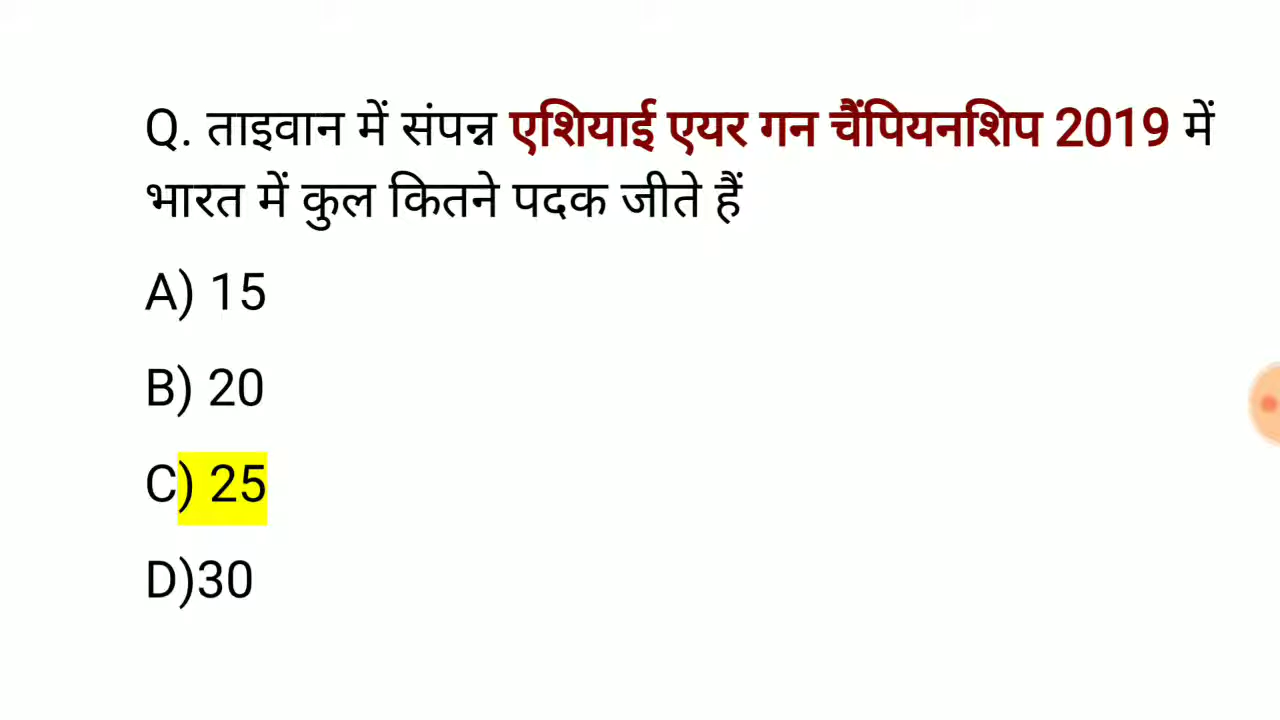 Q. ताइवान में संपन्न एशियाई एयर गन चैंपियनशिप 2019 में
भारत में कुल कितने पदक जीते हैं
A) 15
B) 20
C) 25
D)30